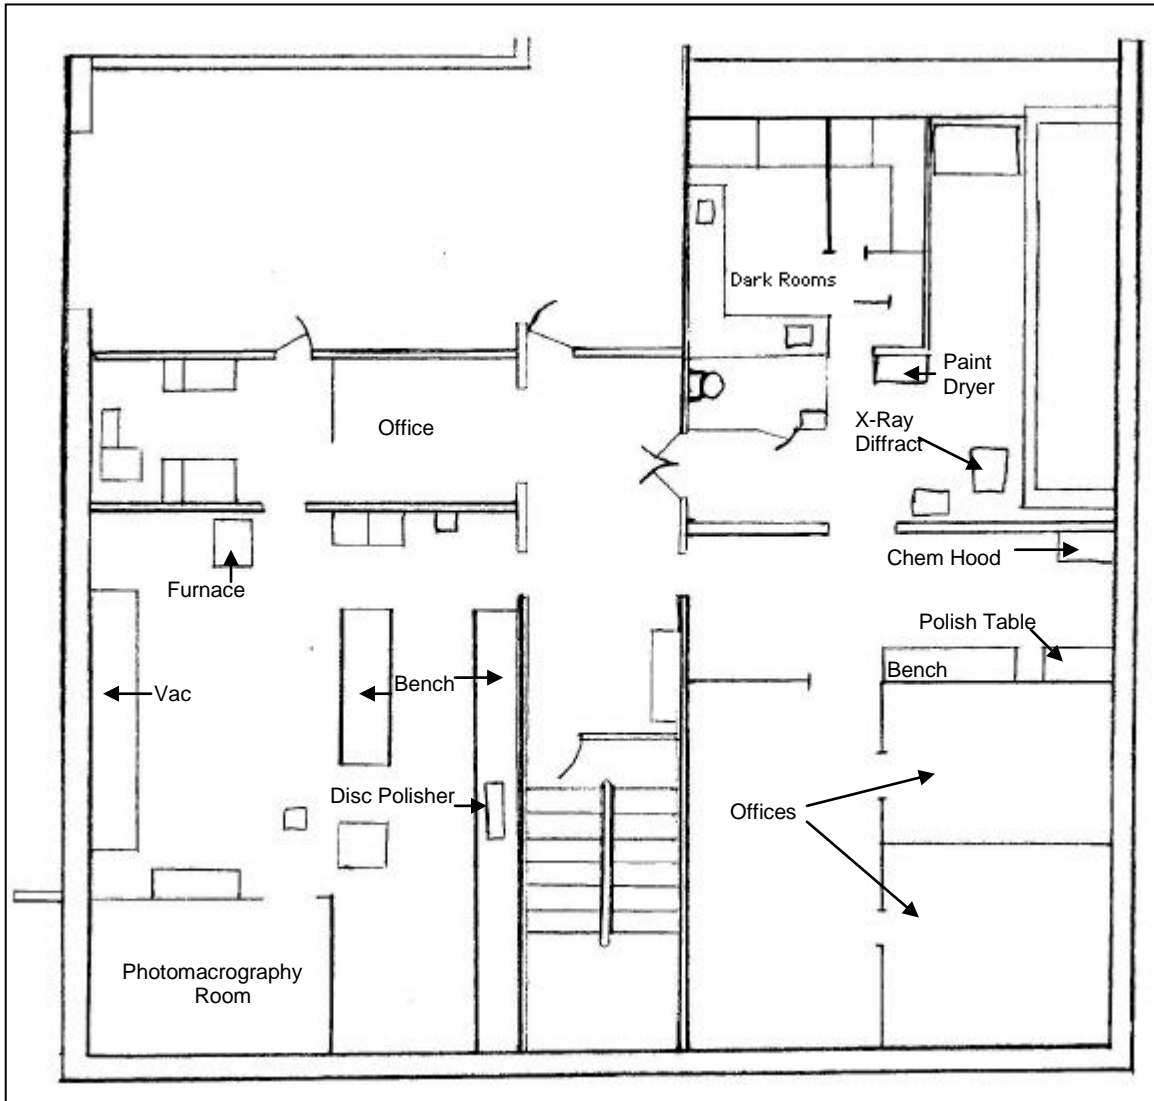 Dark Rooms
Paint
Dryer
X-Ray
Diffract
Office
Chem Hood
Furnace
Polish Table
Bench
Bench
Vac
Disc Polisher
Offices
Photomacrography
Room